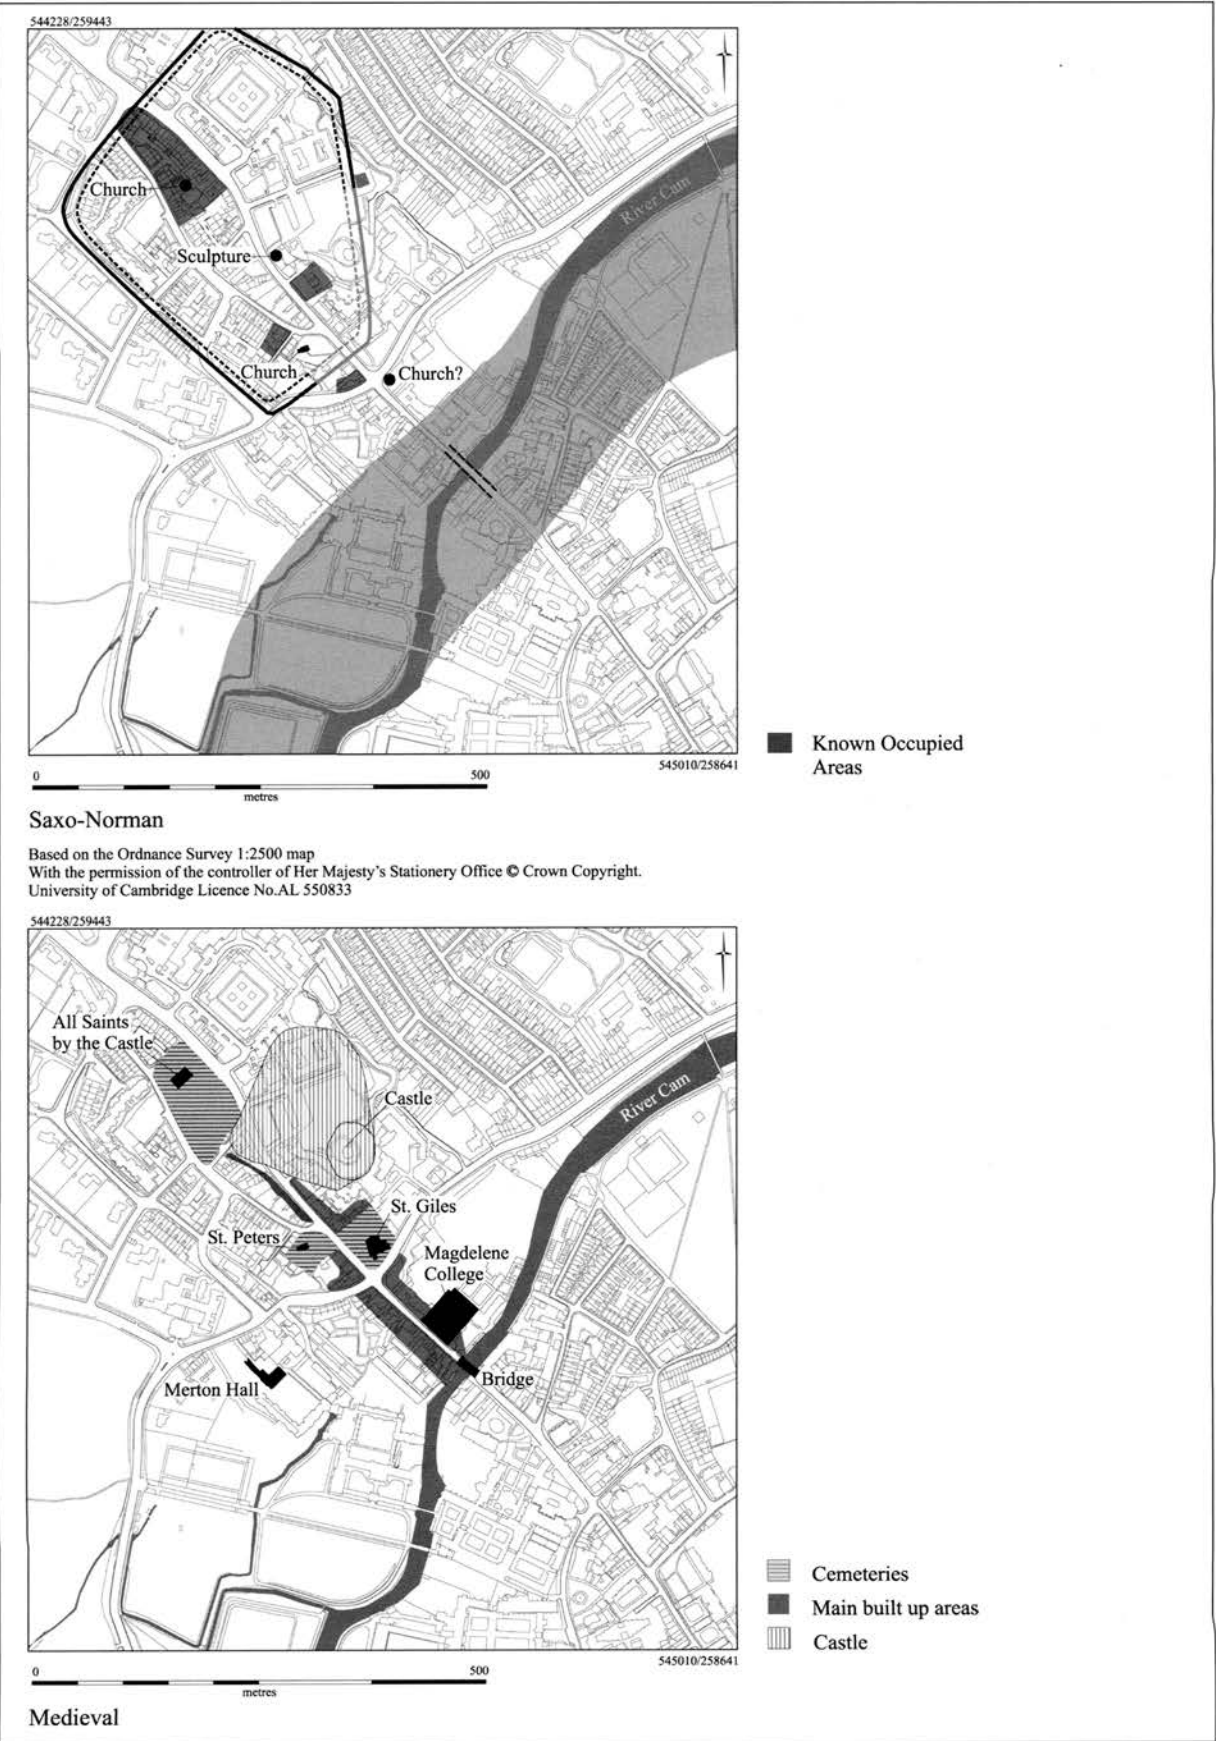 544228/259443
Church
Sculpture
Church
Church?
River Cam
545010/258641
0 500
metres
Known Occupied
Areas
Saxo-Norman
Based on the Ordnance Survey 1:2500 map
With the permission of the controller of Her Majesty's Stationery Office © Crown Copyright.
University of Cambridge Licence No.AL 550833
544228/259443
All Saints
by the Castle
Castle
River Cam
St. Giles
St. Peters
Magdelene
College
Bridge
Merton Hall
Cemeteries
Main built up areas
Castle
545010/258641
0 500
metres
Medieval